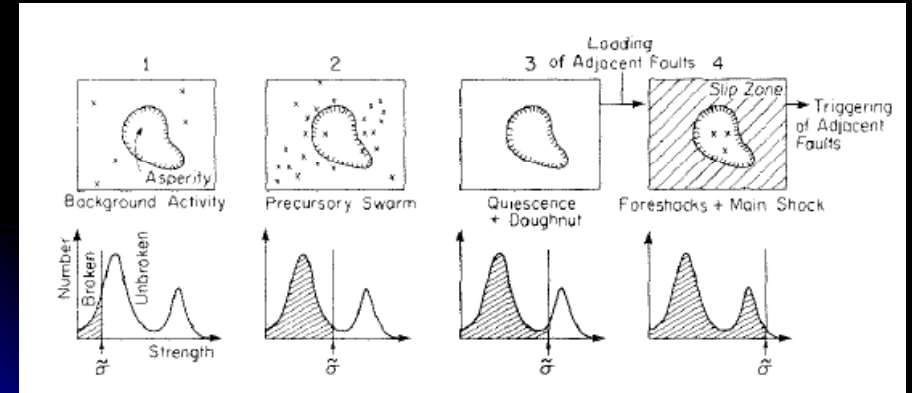 Loading
1 2 3 of Adjacent Faults 4
Slip Zone
Triggering
of Adjacent
Faults
Asperity
Background Activity Precursory Swarm Quiescence Foreshocks + Main Shock
+ Doughnut
Number
Broken
Unbroken
Strength
σ̃ σ̃ σ̃ σ̃